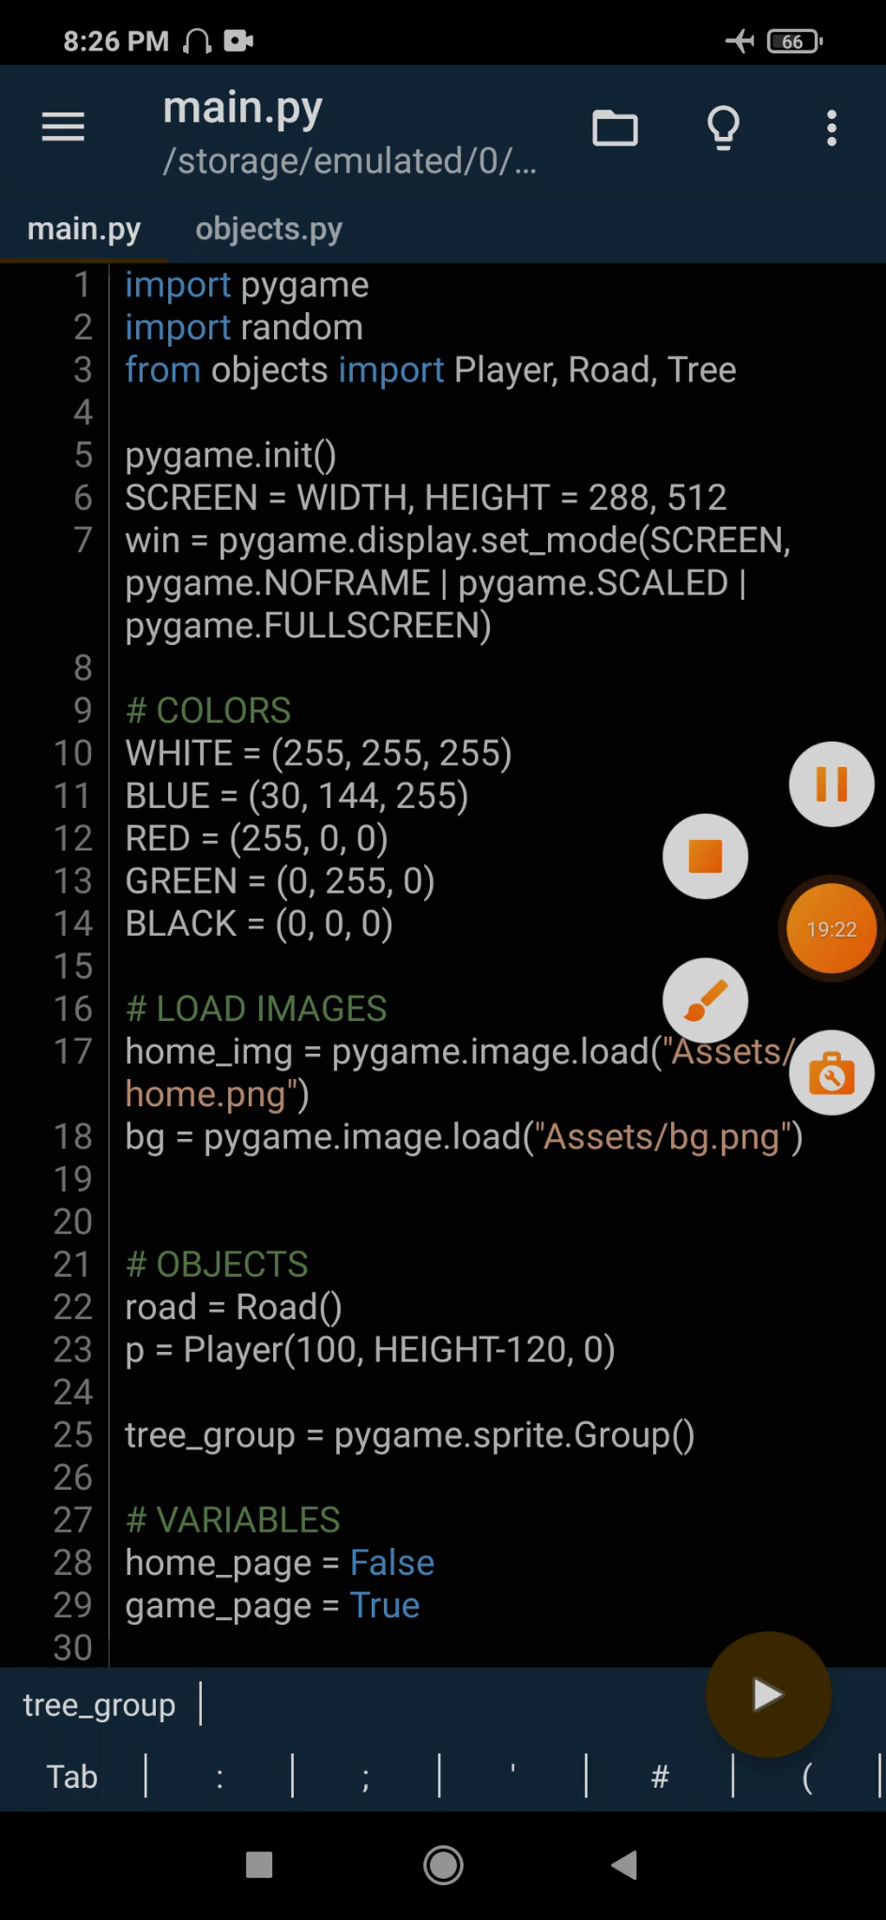 8:26 PM 66
main.py
/storage/emulated/0/...
main.py objects.py
1 import pygame
2 import random
3 from objects import Player, Road, Tree
4
5 pygame.init()
6 SCREEN = WIDTH, HEIGHT = 288, 512
7 win = pygame.display.set_mode(SCREEN,
pygame.NOFRAME | pygame.SCALED |
pygame.FULLSCREEN)
8
9 # COLORS
10 WHITE = (255, 255, 255)
11 BLUE = (30, 144, 255)
12 RED = (255, 0, 0)
13 GREEN = (0, 255, 0)
14 BLACK = (0, 0, 0)
19:22
15
16 # LOAD IMAGES
17 home_img = pygame.image.load("Assets/
home.png")
18 bg = pygame.image.load("Assets/bg.png")
19
20
21 # OBJECTS
22 road = Road()
23 p = Player(100, HEIGHT-120, 0)
24
25 tree_group = pygame.sprite.Group()
26
27 # VARIABLES
28 home_page = False
29 game_page = True
30
tree_group
Tab : ; ' # (